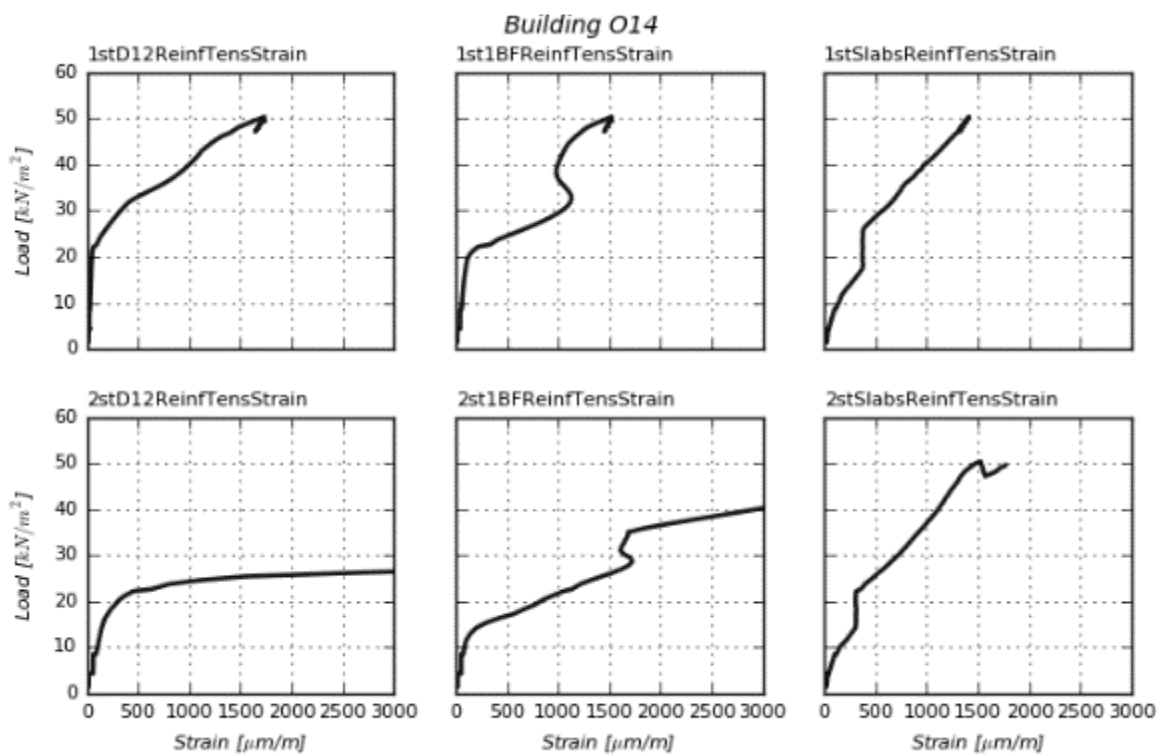 Building O14
1stD12ReinfTensStrain
1st1BFReinfTensStrain
1stSlabsReinfTensStrain
60
50
40
30
20
10
0
Load [kN/m²]
2stD12ReinfTensStrain
2st1BFReinfTensStrain
2stSlabsReinfTensStrain
60
50
40
30
20
10
0
Load [kN/m²]
0 500 1000 1500 2000 2500 3000
0 500 1000 1500 2000 2500 3000
0 500 1000 1500 2000 2500 3000
Strain [μm/m]
Strain [μm/m]
Strain [μm/m]